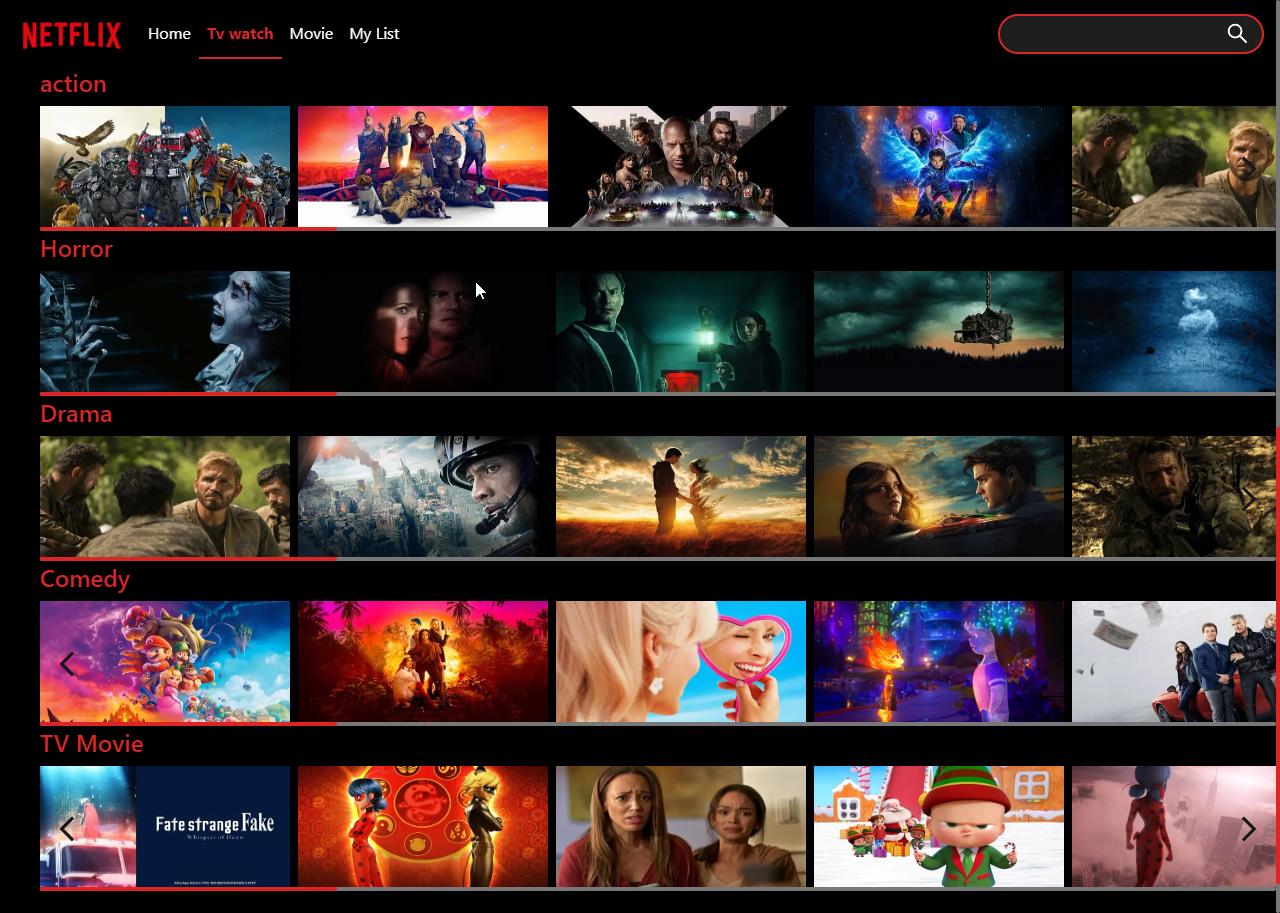 NETFLIX
Home Tv watch Movie My List
action
Horror
Drama
Comedy
TV Movie
Fate strange Fake
Whispers of Dawn